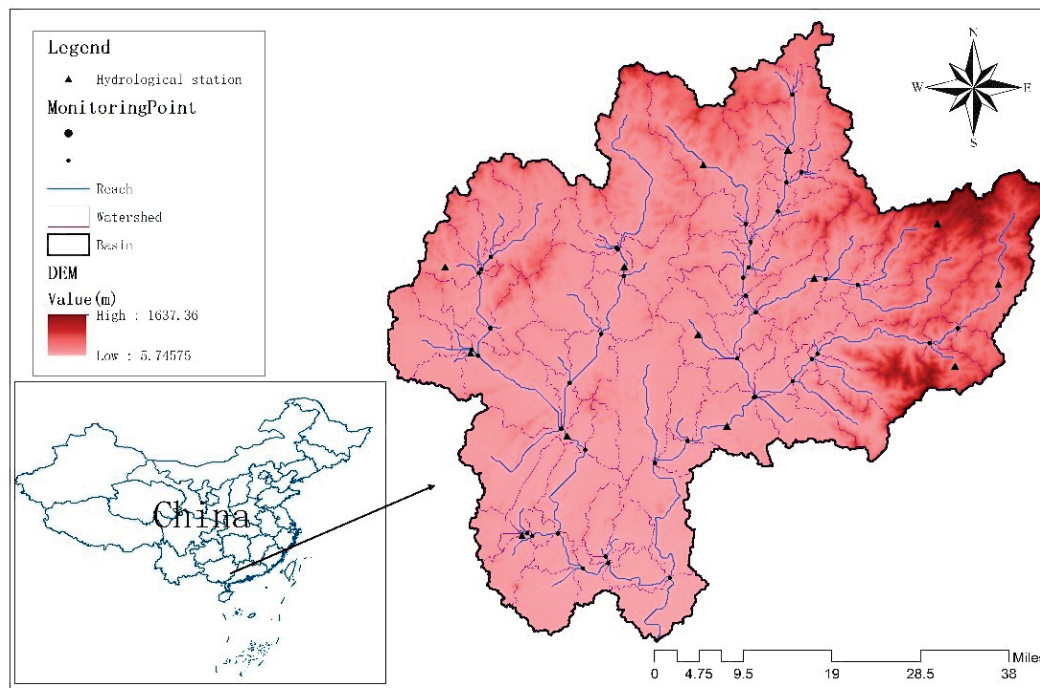 Legend
Hydrological station
MonitoringPoint
Reach
Watershed
Basin
DEM
Value(m)
High : 1637.36
Low : 5.74575
China
N
W
E
S
Miles
0 4.75 9.5 19 28.5 38